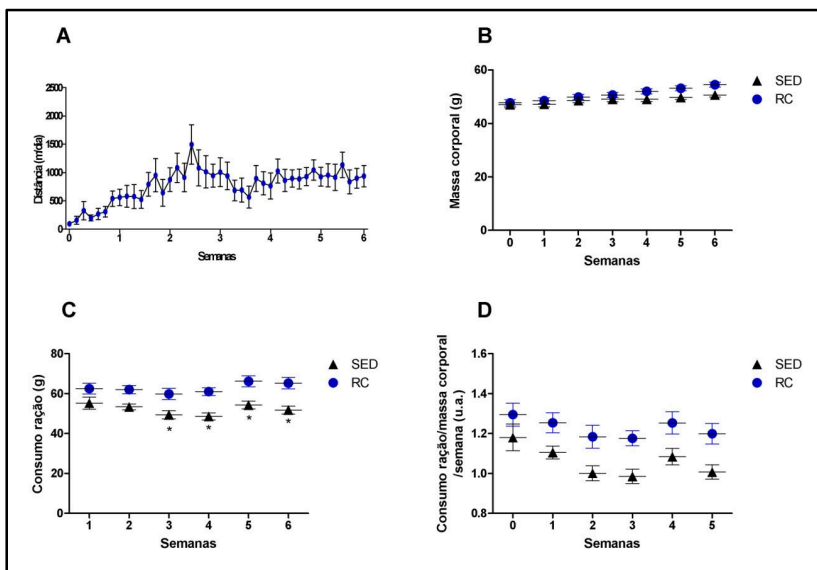 A
Distância (m/dia)
2500
2000
1500
1000
500
0
0 1 2 3 4 5 6
Semanas
B
Massa corporal (g)
60
40
20
0
0 1 2 3 4 5 6
Semanas
SED
RC
C
Consumo ração (g)
80
60
40
20
0
* * * *
1 2 3 4 5 6
Semanas
SED
RC
D
Consumo ração/massa corporal
/semana (u.a.)
1.6
1.4
1.2
1.0
0.8
0 1 2 3 4 5
Semanas
SED
RC